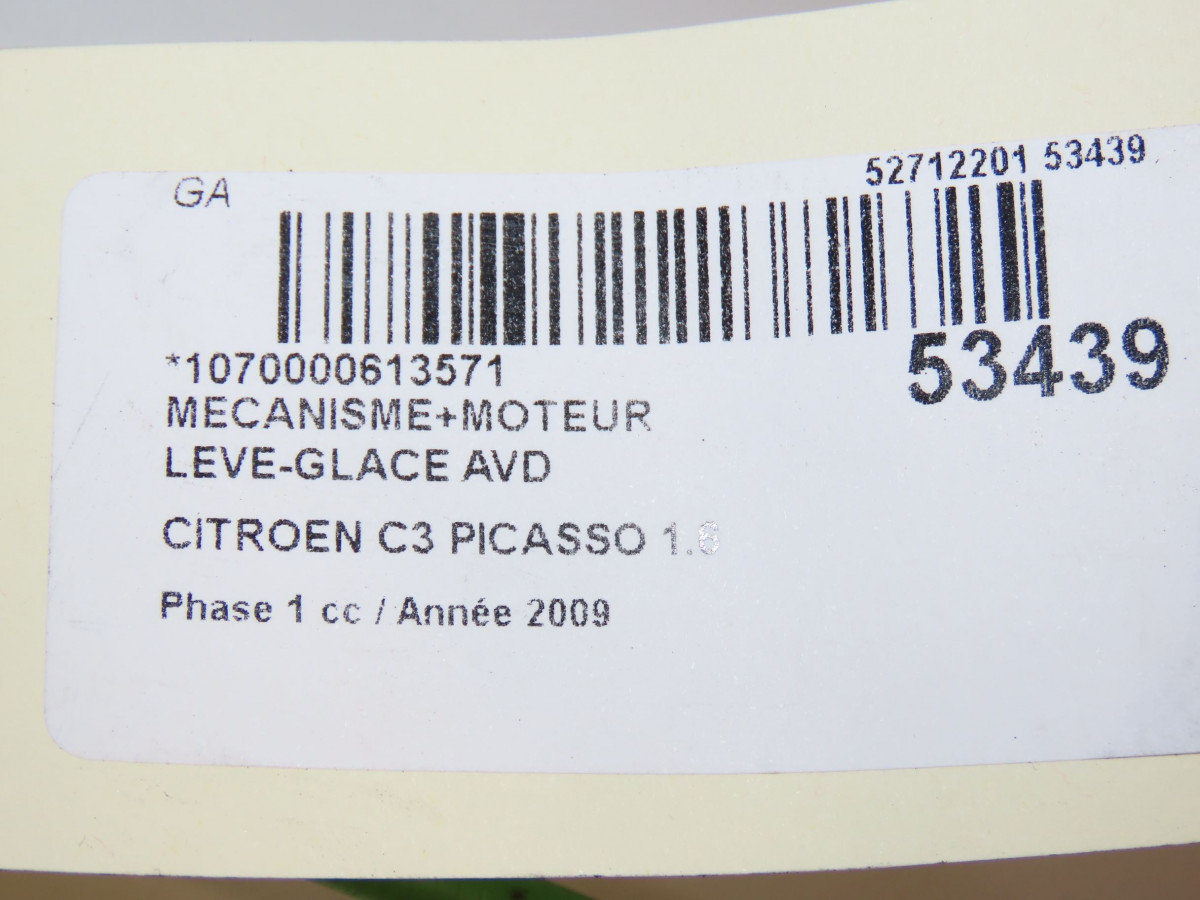 GA
52712201 53439
*1070000613571
53439
MECANISME+MOTEUR
LEVE-GLACE AVD
CITROEN C3 PICASSO 1.6
Phase 1 cc / Année 2009